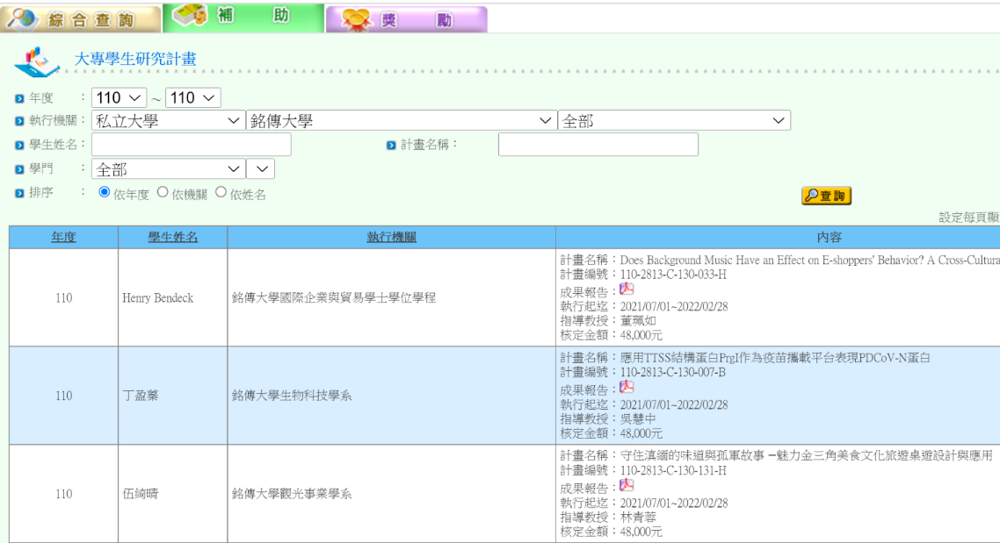 綜合查詢 補助 獎勵
大專學生研究計畫
年度 : 110 ~ 110
執行機關: 私立大學 銘傳大學 全部
學生姓名: 計畫名稱:
學門 : 全部
排序 : 依年度 依機關 依姓名 查詢
設定每頁顯
年度 學生姓名 執行機關 內容
110 Henry Bendeck 銘傳大學國際企業與貿易學士學位學程
計畫名稱:Does Background Music Have an Effect on E-shoppers' Behavior? A Cross-Cultura
計畫編號:110-2813-C-130-033-H
成果報告:
執行起迄:2021/07/01~2022/02/28
指導教授:董珮如
核定金額:48,000元
110 丁盈蓁 銘傳大學生物科技學系
計畫名稱:應用TTSS結構蛋白PrgI作為疫苗攜載平台表現PDCoV-N蛋白
計畫編號:110-2813-C-130-007-B
成果報告:
執行起迄:2021/07/01~2022/02/28
指導教授:吳慧中
核定金額:48,000元
110 伍綺晴 銘傳大學觀光事業學系
計畫名稱:守住滇緬的味道與孤軍故事 –魅力金三角美食文化旅遊桌遊設計與應用
計畫編號:110-2813-C-130-131-H
成果報告:
執行起迄:2021/07/01~2022/02/28
指導教授:林青蓉
核定金額:48,000元